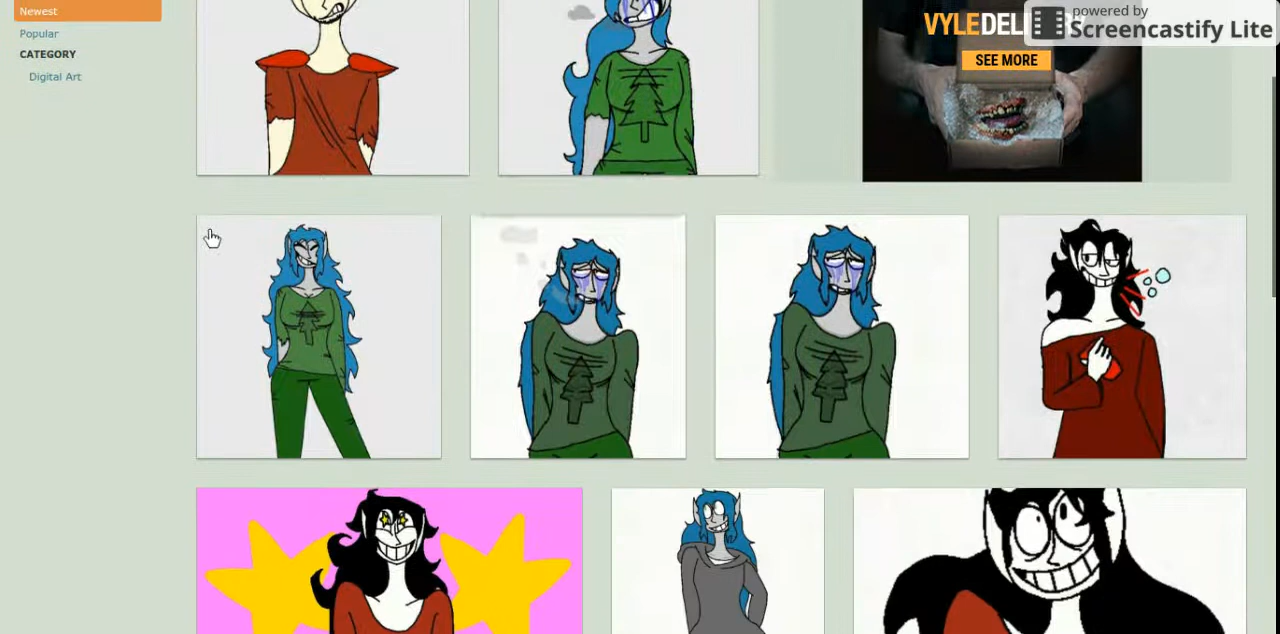 Newest
Popular
CATEGORY
Digital Art
VYLEDEL
SEE MORE
powered by
Screencastify Lite